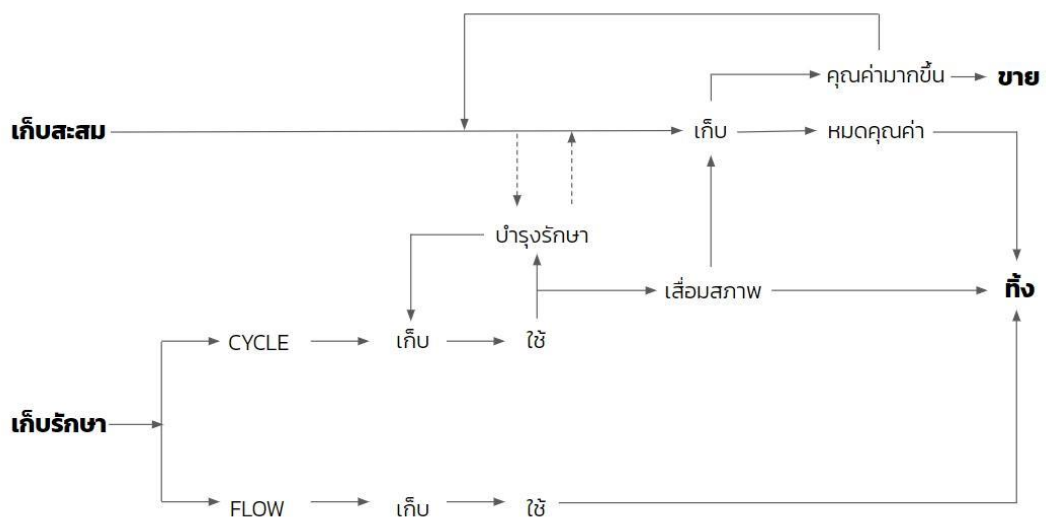 คุณค่ามากขึ้น ขาย
เก็บสะสม เก็บ หมดคุณค่า
บำรุงรักษา
เสื่อมสภาพ ทิ้ง
CYCLE เก็บ ใช้
เก็บรักษา
FLOW เก็บ ใช้